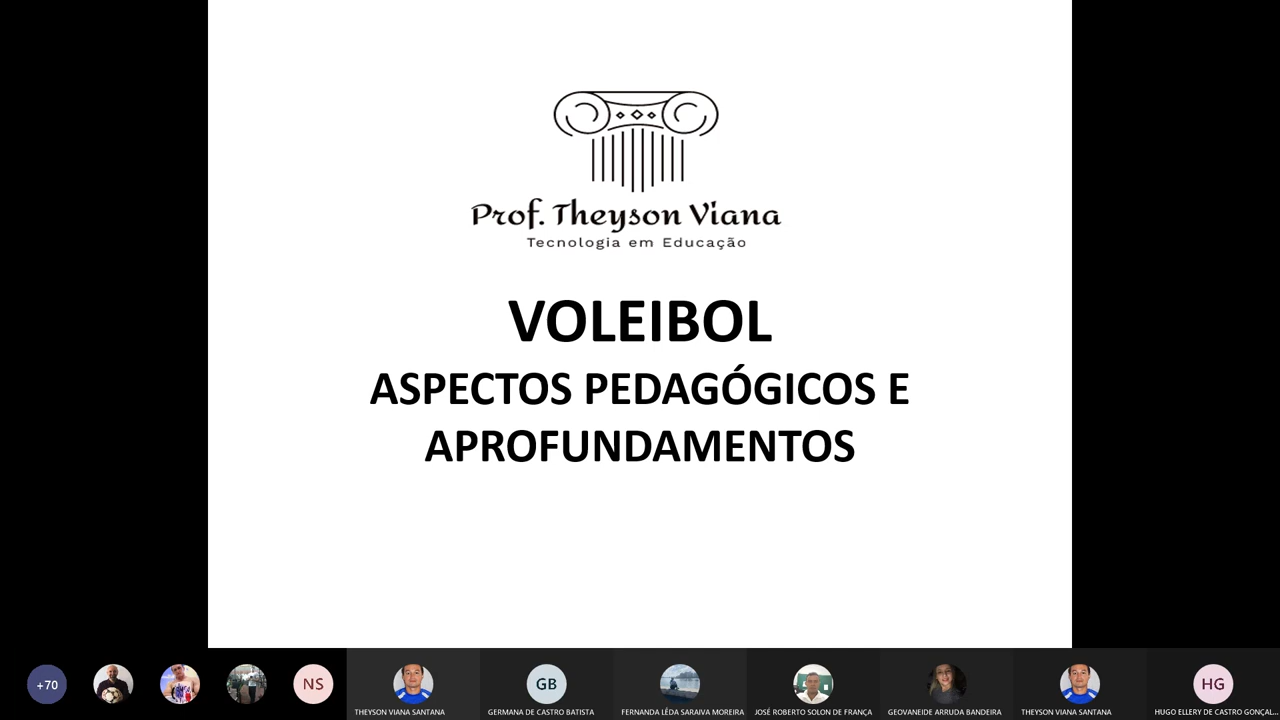 Prof. Theyson Viana
Tecnologia em Educação
VOLEIBOL
ASPECTOS PEDAGÓGICOS E
APROFUNDAMENTOS
+70
NS
GB
HG
THEYSON VIANA SANTANA
GERMANA DE CASTRO BATISTA
FERNANDA LÊDA SARAIVA MOREIRA
JOSÉ ROBERTO SOLON DE FRANÇA
GEOVANEIDE ARRUDA BANDEIRA
THEYSON VIANA SANTANA
HUGO ELLERY DE CASTRO GONÇAL...